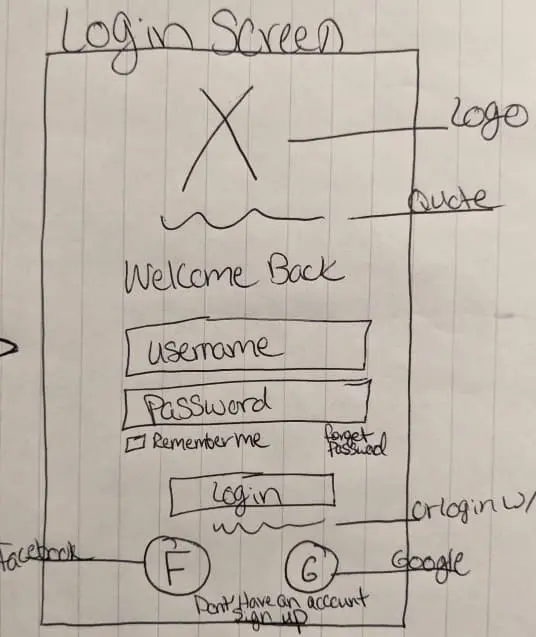 Login Screen
X
Logo
Quote
Welcome Back
username
Password
Remember me
forget
Password
Login
or login w/
Facebook
F
G
Google
Don't Have an account
sign up